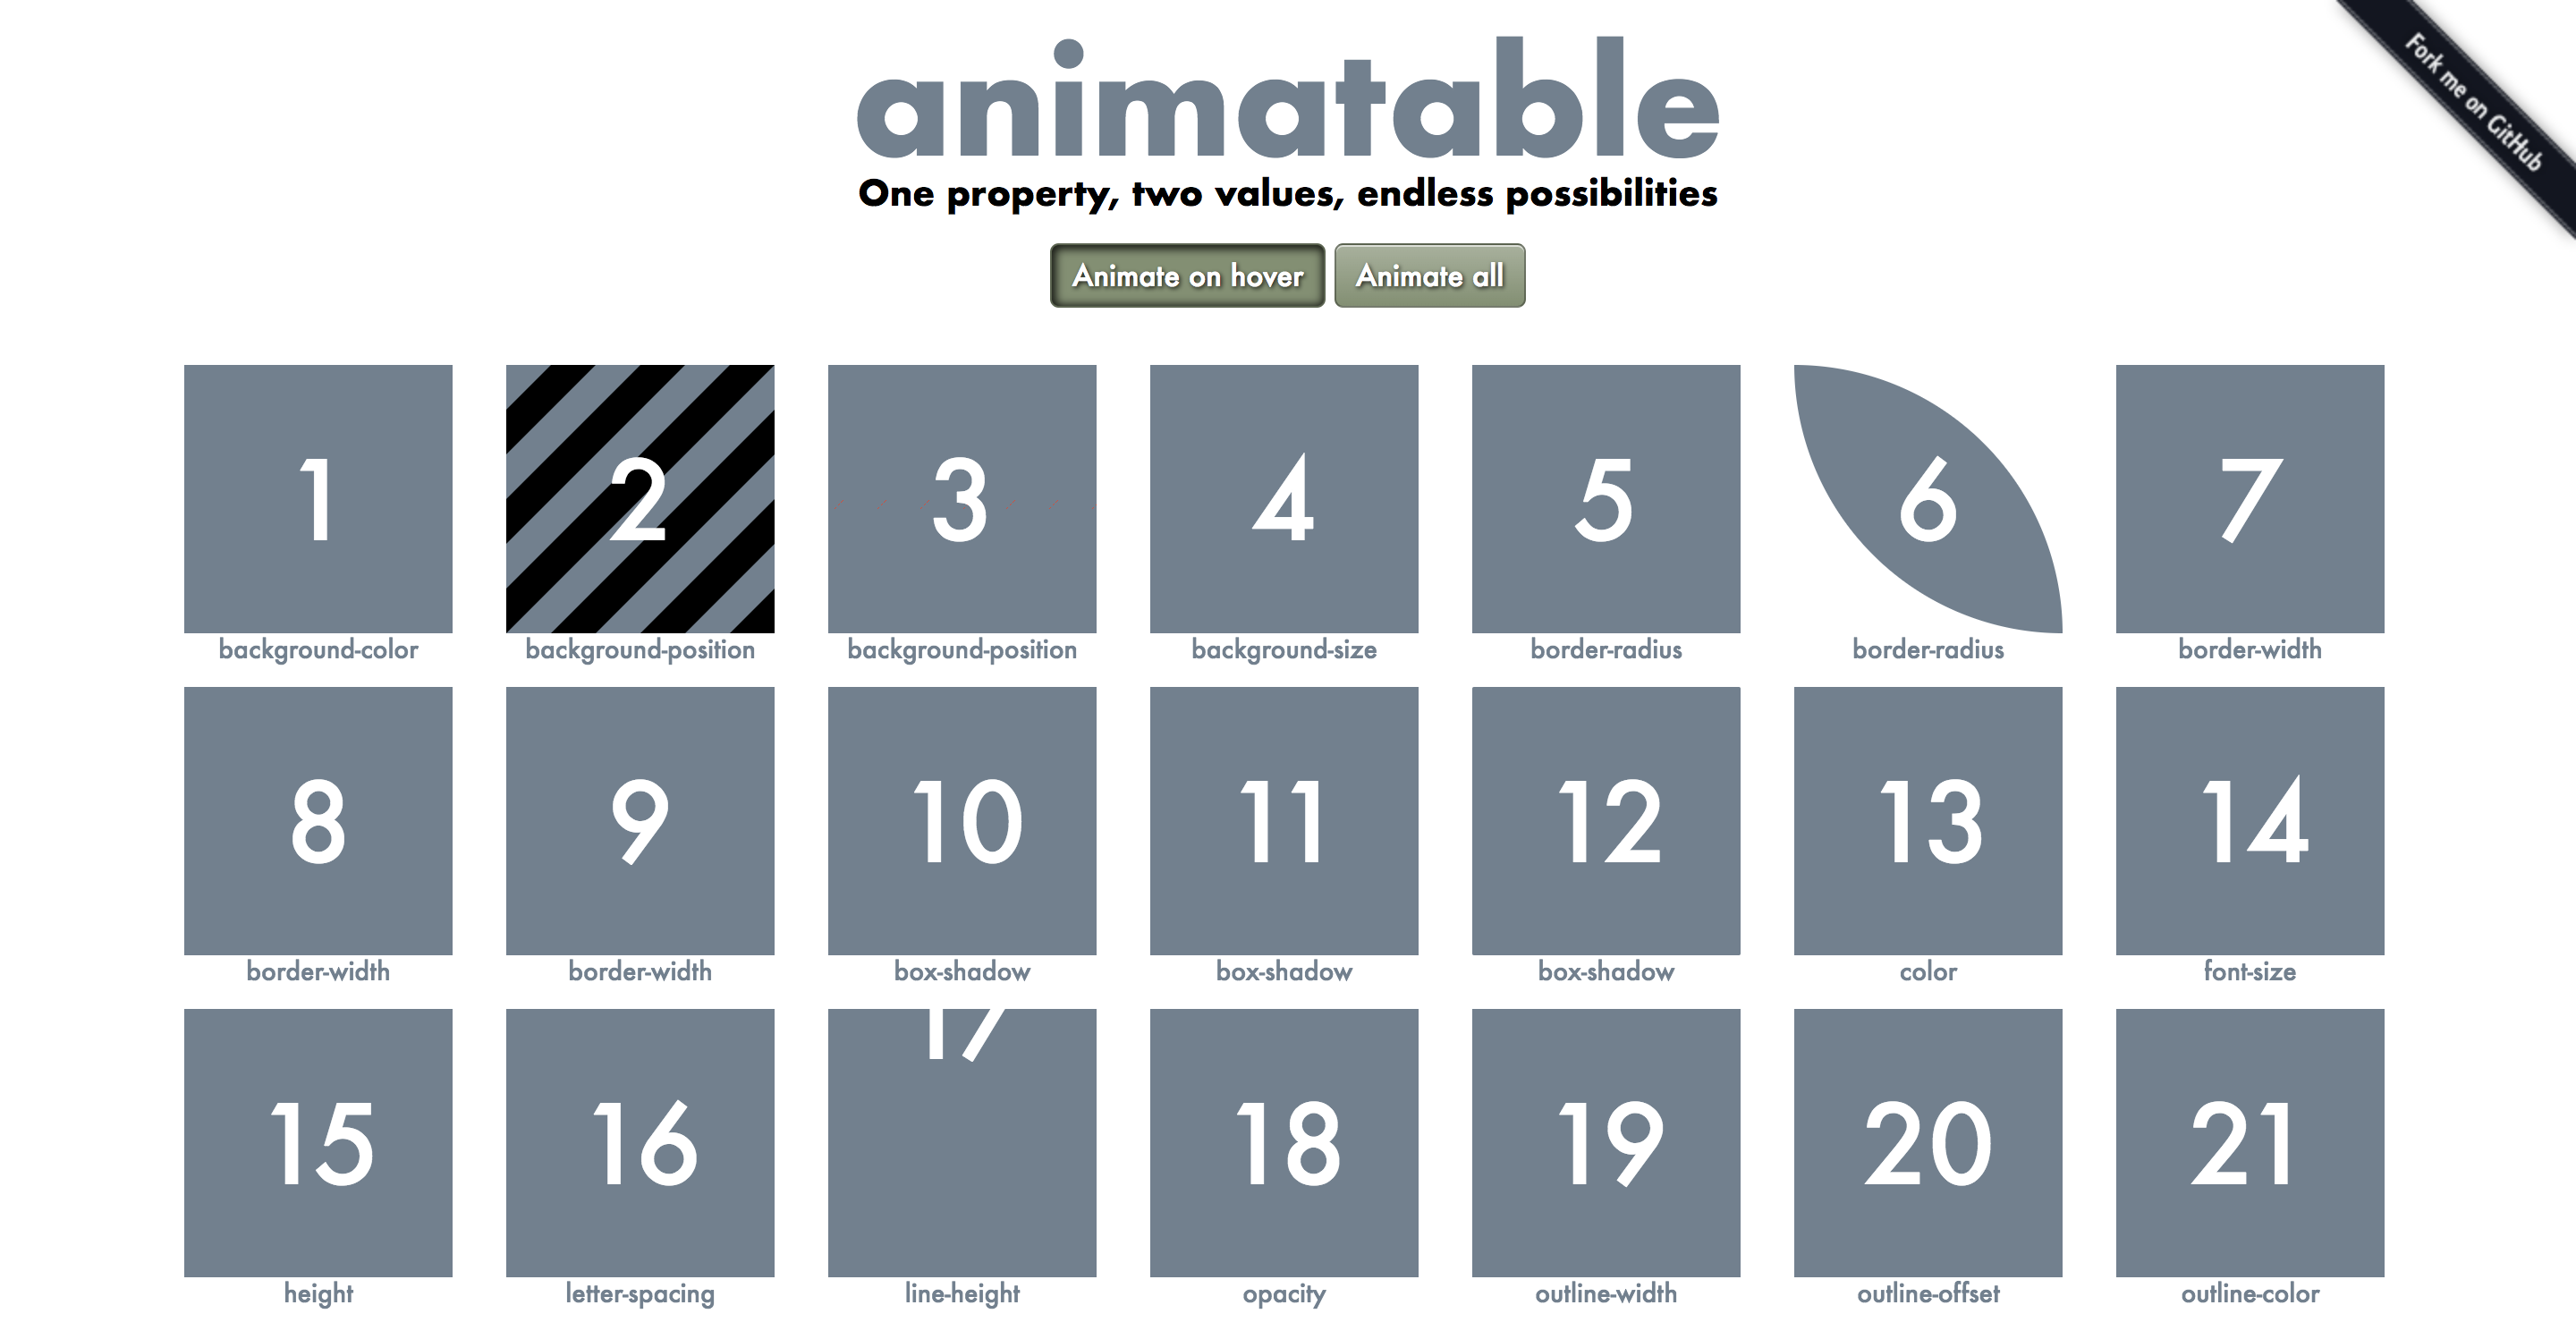 animatable
Fork me on GitHub
One property, two values, endless possibilities
Animate on hover Animate all
1 2 3 4 5 6 7
background-color background-position background-position background-size border-radius border-radius border-width
8 9 10 11 12 13 14
border-width border-width box-shadow box-shadow box-shadow color font-size
15 16 17 18 19 20 21
height letter-spacing line-height opacity outline-width outline-offset outline-color